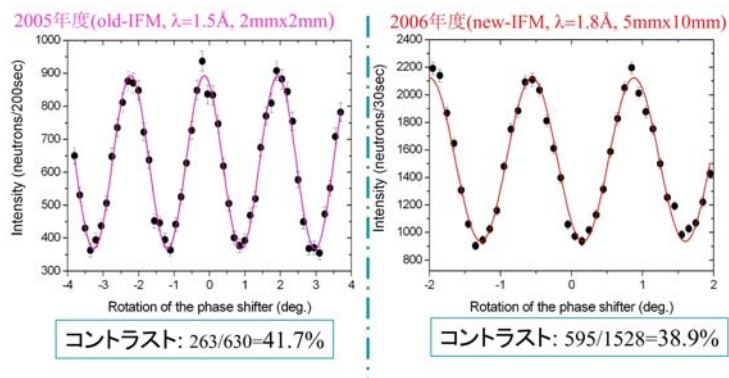 2005年度(old-IFM, λ=1.5Å, 2mmx2mm)
1000
900
800
700
600
500
400
300
Intensity (neutrons/200sec)
-4 -3 -2 -1 0 1 2 3 4
Rotation of the phase shifter (deg.)
コントラスト: 263/630=41.7%
2006年度(new-IFM, λ=1.8Å, 5mmx10mm)
2400
2200
2000
1800
1600
1400
1200
1000
800
Intensity (neutrons/30sec)
-2 -1 0 1 2
Rotation of the phase shifter (deg.)
コントラスト: 595/1528=38.9%